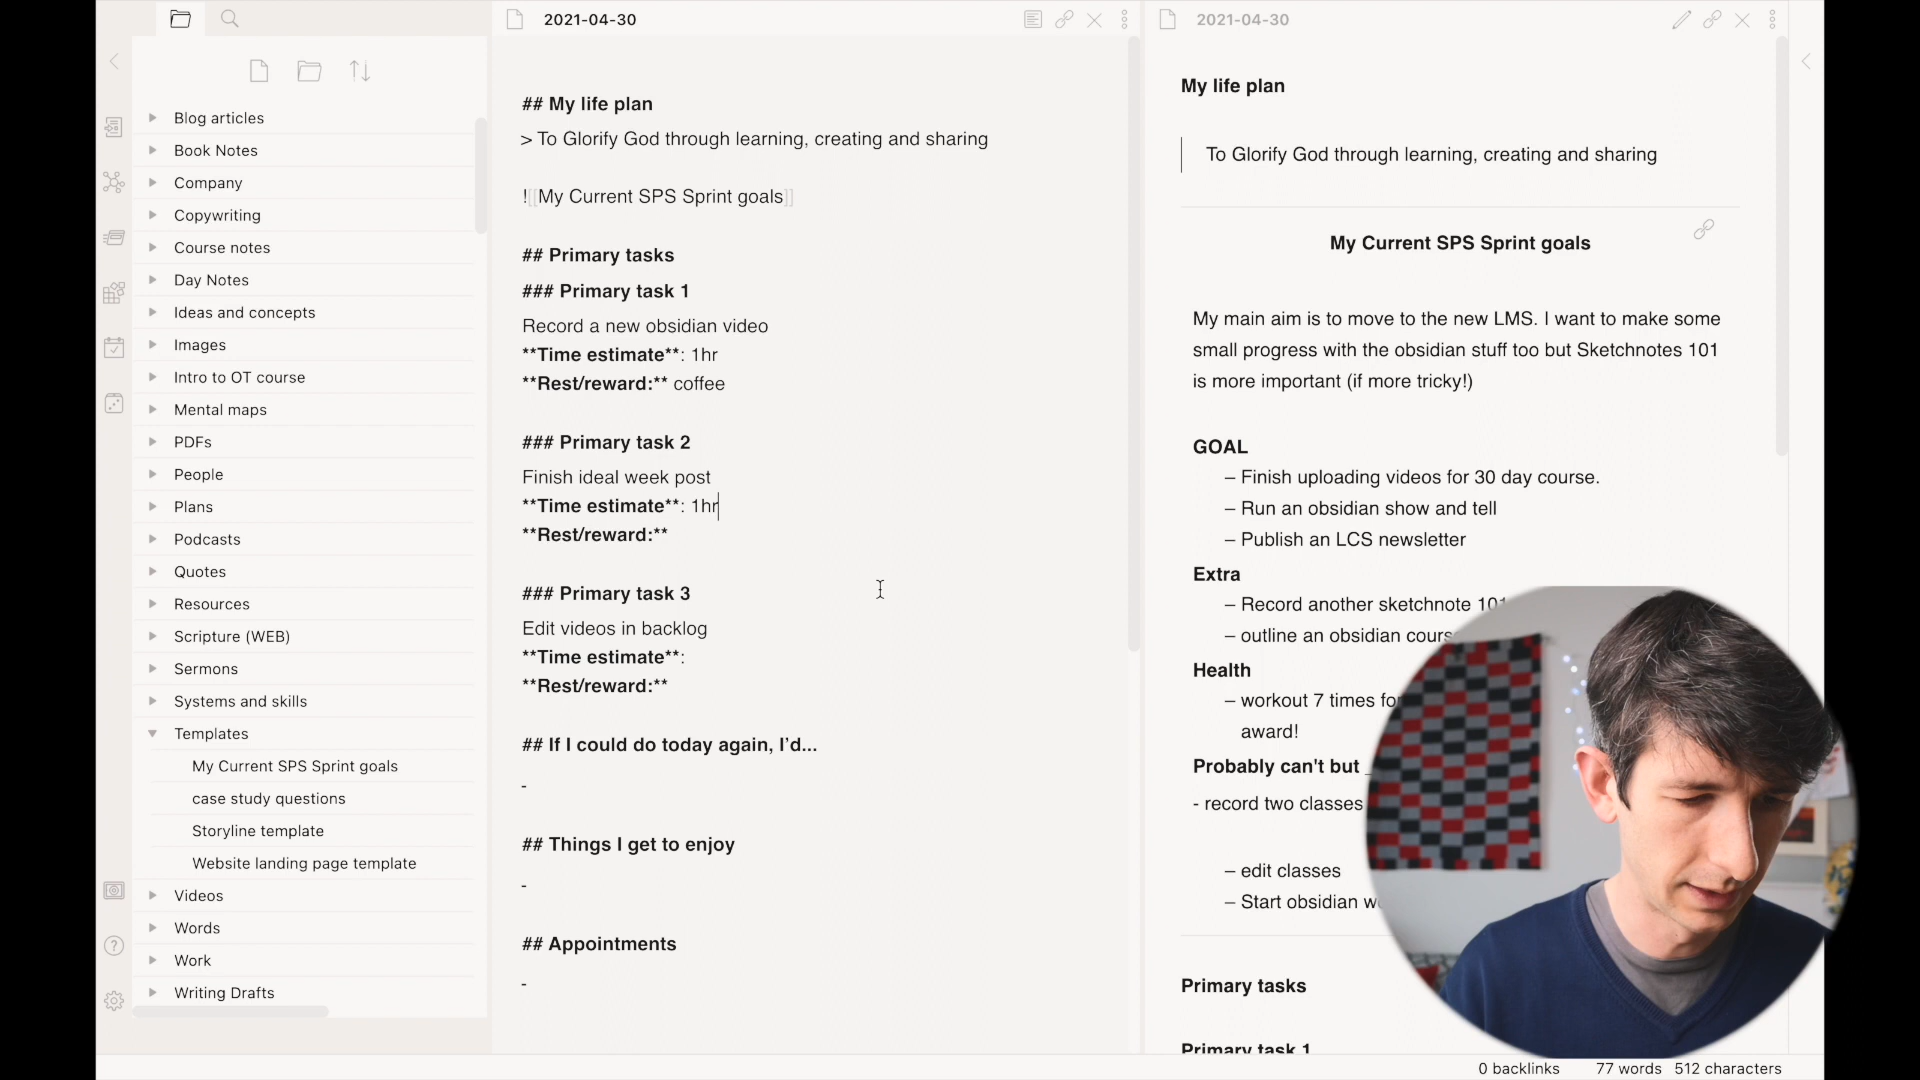 2021-04-30
2021-04-30
Blog articles
Book Notes
Company
Copywriting
Course notes
Day Notes
Ideas and concepts
Images
Intro to OT course
Mental maps
PDFs
People
Plans
Podcasts
Quotes
Resources
Scripture (WEB)
Sermons
Systems and skills
Templates
My Current SPS Sprint goals
case study questions
Storyline template
Website landing page template
Videos
Words
Work
Writing Drafts
## My life plan
> To Glorify God through learning, creating and sharing
![[My Current SPS Sprint goals]]
## Primary tasks
### Primary task 1
Record a new obsidian video
**Time estimate**: 1hr
**Rest/reward:** coffee
### Primary task 2
Finish ideal week post
**Time estimate**: 1hr
**Rest/reward:**
### Primary task 3
Edit videos in backlog
**Time estimate**:
**Rest/reward:**
## If I could do today again, I’d...
-
## Things I get to enjoy
-
## Appointments
-
My life plan
To Glorify God through learning, creating and sharing
My Current SPS Sprint goals
My main aim is to move to the new LMS. I want to make some
small progress with the obsidian stuff too but Sketchnotes 101
is more important (if more tricky!)
GOAL
– Finish uploading videos for 30 day course.
– Run an obsidian show and tell
– Publish an LCS newsletter
Extra
– Record another sketchnote 101
– outline an obsidian
Health
– workout 7 times
award!
Probably can't but
- record two classes
– edit classes
– Start obsidian
Primary tasks
Primary task 1
0 backlinks 77 words 512 characters